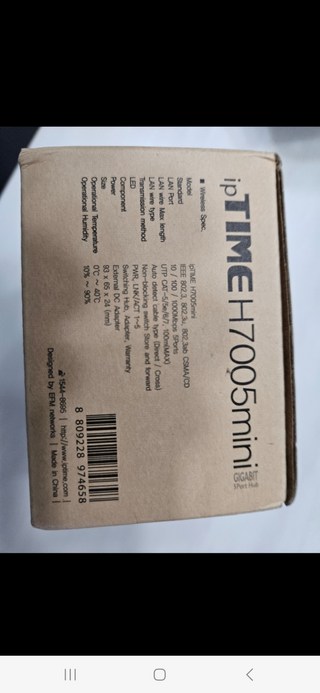 ipTIME H7005mini
GIGABIT
5Port Hub
■ Wireless Spec.
Model ipTIME H7005mini
Standard IEEE 802.3, 802.3u, 802.3ab CSMA/CD
LAN Port 10 / 100 / 1000Mbps 5Ports
LAN wire Max length UTP CAT-5/5e/6/7, 100m(MAX)
LAN wire type Auto detect cable type (Direct / Cross)
Transmission method Non-blocking switch Store and forward
LED PWR, LNK/ACT 1~5
Component Switching hub, Adapter, Warranty
Power External DC Adapter
Size 93 x 65 x 24 (mm)
Operational Temperature 0℃ ~ 40℃
Operational Humidity 10% ~ 90%
8 809228 974658
1544-8695 | http://www.iptime.com |
Designed by EFM networks | Made in China |